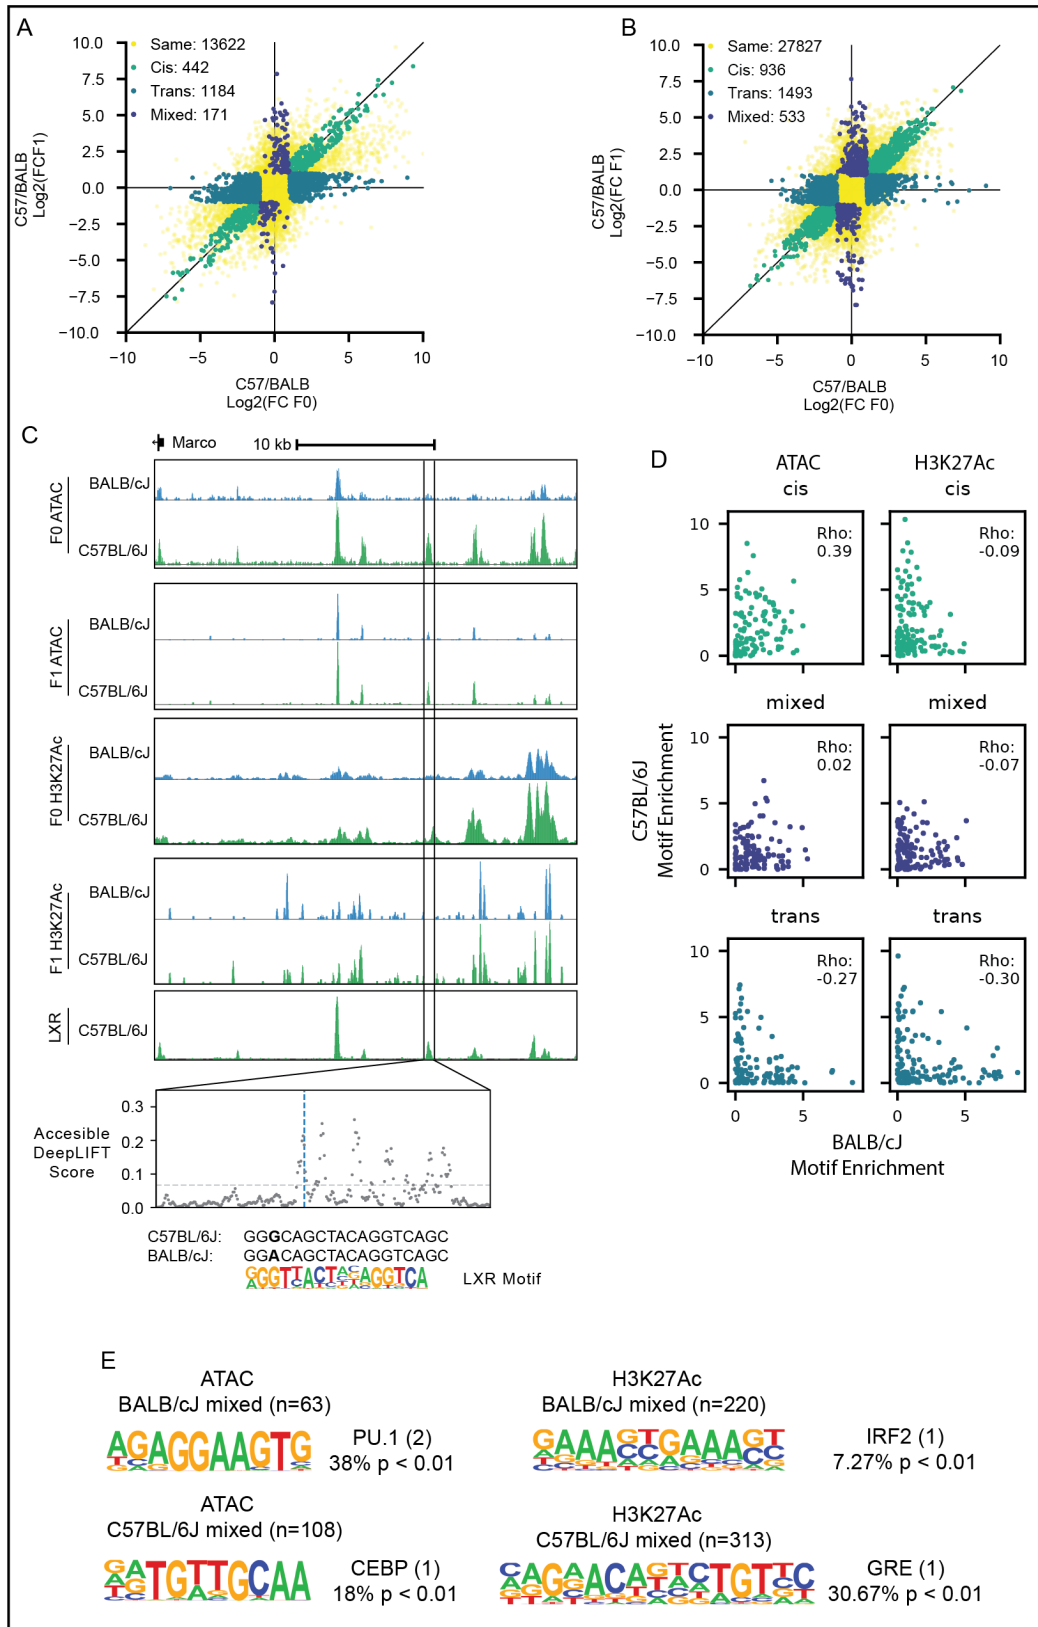 A
Same: 13622
Cis: 442
Trans: 1184
Mixed: 171
10.0
7.5
5.0
2.5
0.0
−2.5
−5.0
−7.5
−10.0
−10
−5
0
5
10
C57/BALB
Log2(FCF1)
C57/BALB
Log2(FC F0)
B
Same: 27827
Cis: 936
Trans: 1493
Mixed: 533
10.0
7.5
5.0
2.5
0.0
−2.5
−5.0
−7.5
−10.0
−10
−5
0
5
10
C57/BALB
Log2(FC F1)
C57/BALB
Log2(FC F0)
C
Marco
10 kb
F0 ATAC
BALB/cJ
C57BL/6J
F1 ATAC
BALB/cJ
C57BL/6J
F0 H3K27Ac
BALB/cJ
C57BL/6J
F1 H3K27Ac
BALB/cJ
C57BL/6J
LXR
C57BL/6J
Accesible
DeepLIFT
Score
0.3
0.2
0.1
0.0
C57BL/6J: GGGCAGCTACAGGTCAGC
BALB/cJ: GGACAGCTACAGGTCAGC
LXR Motif
D
ATAC
cis
H3K27Ac
cis
Rho:
0.39
Rho:
-0.09
10
5
0
mixed
mixed
Rho:
0.02
Rho:
-0.07
10
5
0
C57BL/6J
Motif Enrichment
trans
trans
Rho:
-0.27
Rho:
-0.30
10
5
0
0
5
0
5
BALB/cJ
Motif Enrichment
E
ATAC
BALB/cJ mixed (n=63)
AGAGGAAGTG
PU.1 (2)
38% p < 0.01
H3K27Ac
BALB/cJ mixed (n=220)
IRF2 (1)
7.27% p < 0.01
ATAC
C57BL/6J mixed (n=108)
CEBP (1)
18% p < 0.01
H3K27Ac
C57BL/6J mixed (n=313)
GRE (1)
30.67% p < 0.01